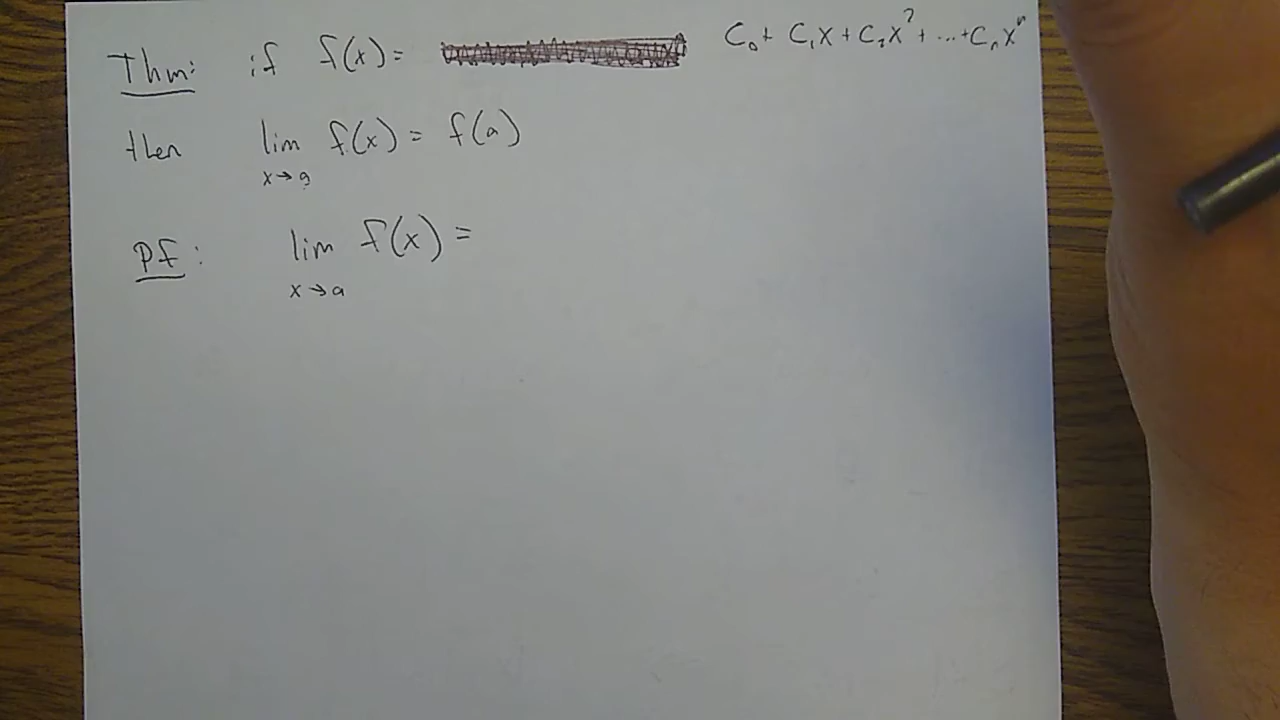 Thm: if f(x) = C₀ + C₁x + C₂x² + ... + Cₙxⁿ
then lim f(x) = f(a)
x→a
Pf: lim f(x) =
x→a